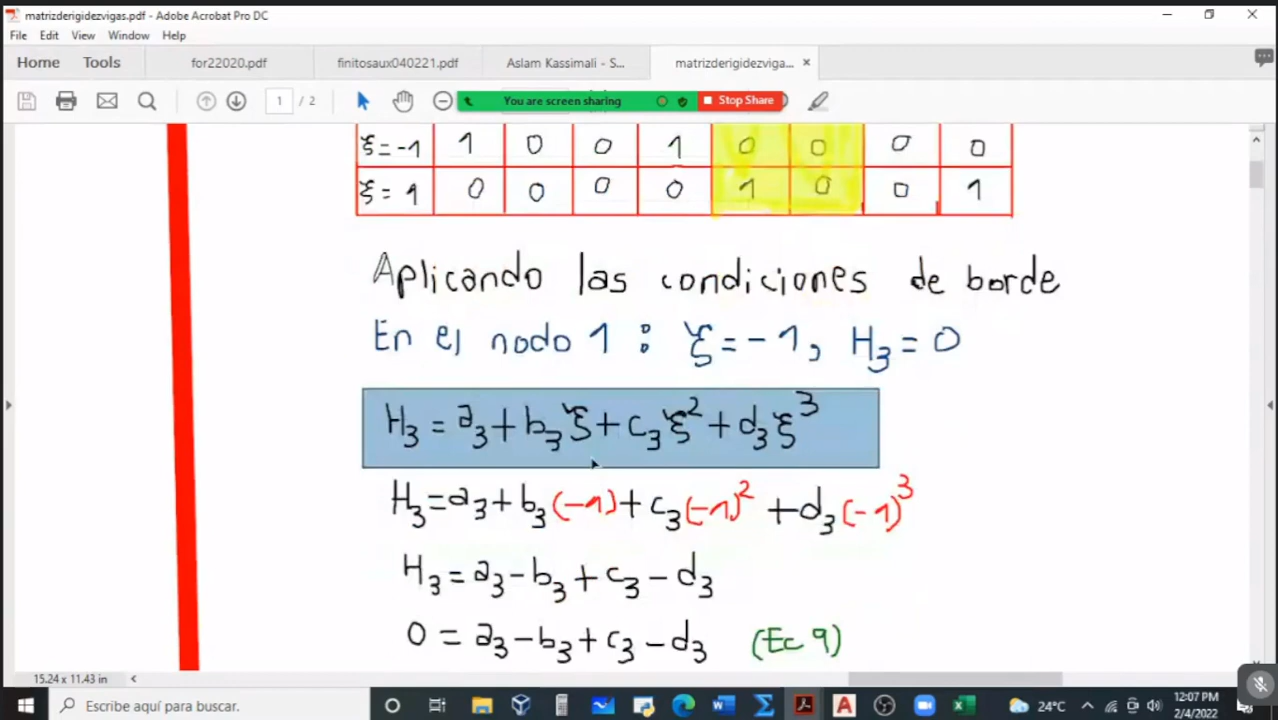 matrizderigidezvigas.pdf - Adobe Acrobat Pro DC
File Edit View Window Help
Home Tools for22020.pdf finitosaux040221.pdf Aslam Kassimali - S... matrizderigidezviga... ×
1 / 2 You are screen sharing Stop Share
ξ=-1 1 0 0 1 0 0 0 0
ξ=1 0 0 0 0 1 0 0 1
Aplicando las condiciones de borde
En el nodo 1 : ξ=-1, H₃=0
H₃=a₃+b₃ξ+c₃ξ²+d₃ξ³
H₃=a₃+b₃(-1)+c₃(-1)²+d₃(-1)³
H₃=a₃-b₃+c₃-d₃
0=a₃-b₃+c₃-d₃ (Ec 9)
15.24 x 11.43 in
Escribe aquí para buscar. 24°C 12:07 PM
2/4/2022